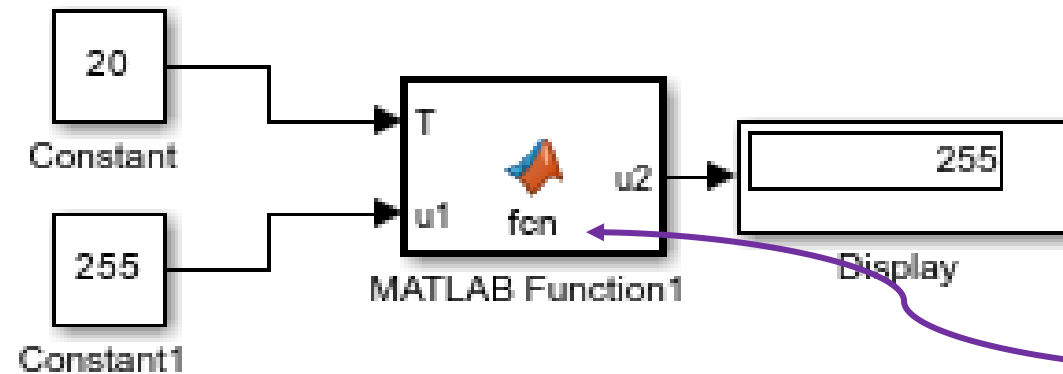 20
Constant
255
Constant1
T
u1
u2
fcn
MATLAB Function1
255
Display